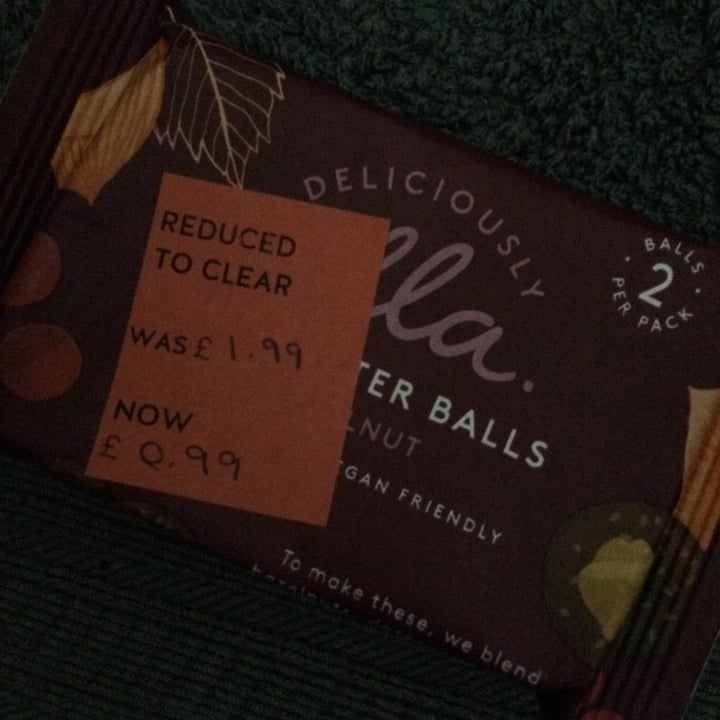 DELICIOUSLY
lla.
TER BALLS
LNUT
GAN FRIENDLY
BALLS
2
PER PACK
REDUCED
TO CLEAR
WAS £ 1.99
NOW
£ 0.99
To make these, we blend